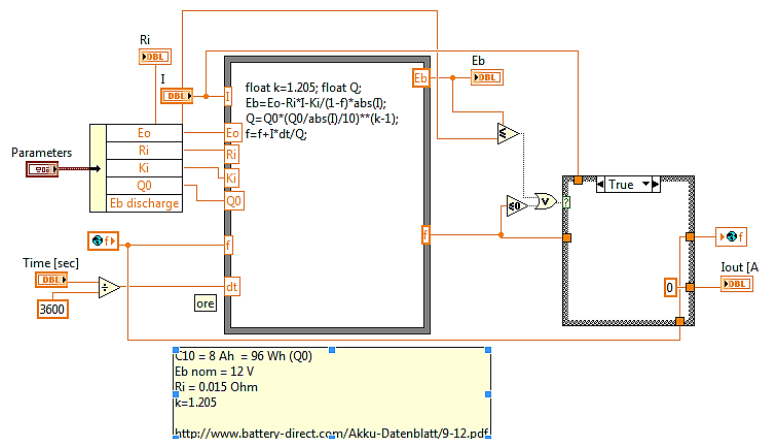 Ri
DBL
I
DBL
Eb
DBL
float k=1.205; float Q;
Eb=Eo-Ri*I-Ki/(1-f)*abs(I);
Q=Q0*(Q0/abs(I)/10)**(k-1);
f=f+I*dt/Q;
I
Eo
Ri
Ki
Q0
f
dt
Eb
f
Parameters
Eo
Ri
Ki
Q0
Eb discharge
f
Time [sec]
DBL
÷
3600
ore
≤
≤0
V
?
True
0
f
Iout [A
DBL
C10 = 8 Ah = 96 Wh (Q0)
Eb nom = 12 V
Ri = 0.015 Ohm
k=1.205
http://www.battery-direct.com/Akku-Datenblatt/9-12.pdf